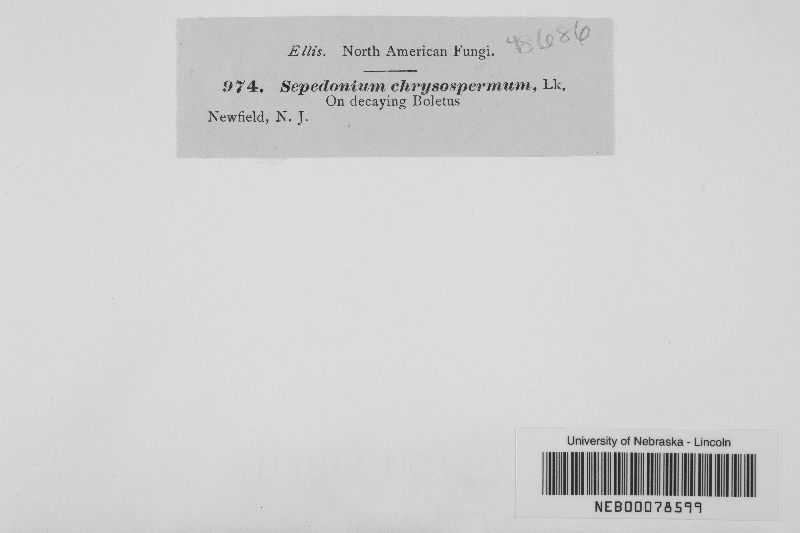 Ellis. North American Fungi.
48686
974. Sepedonium chrysospermum, Lk.
On decaying Boletus
Newfield, N. J.
University of Nebraska - Lincoln
NEB00078599